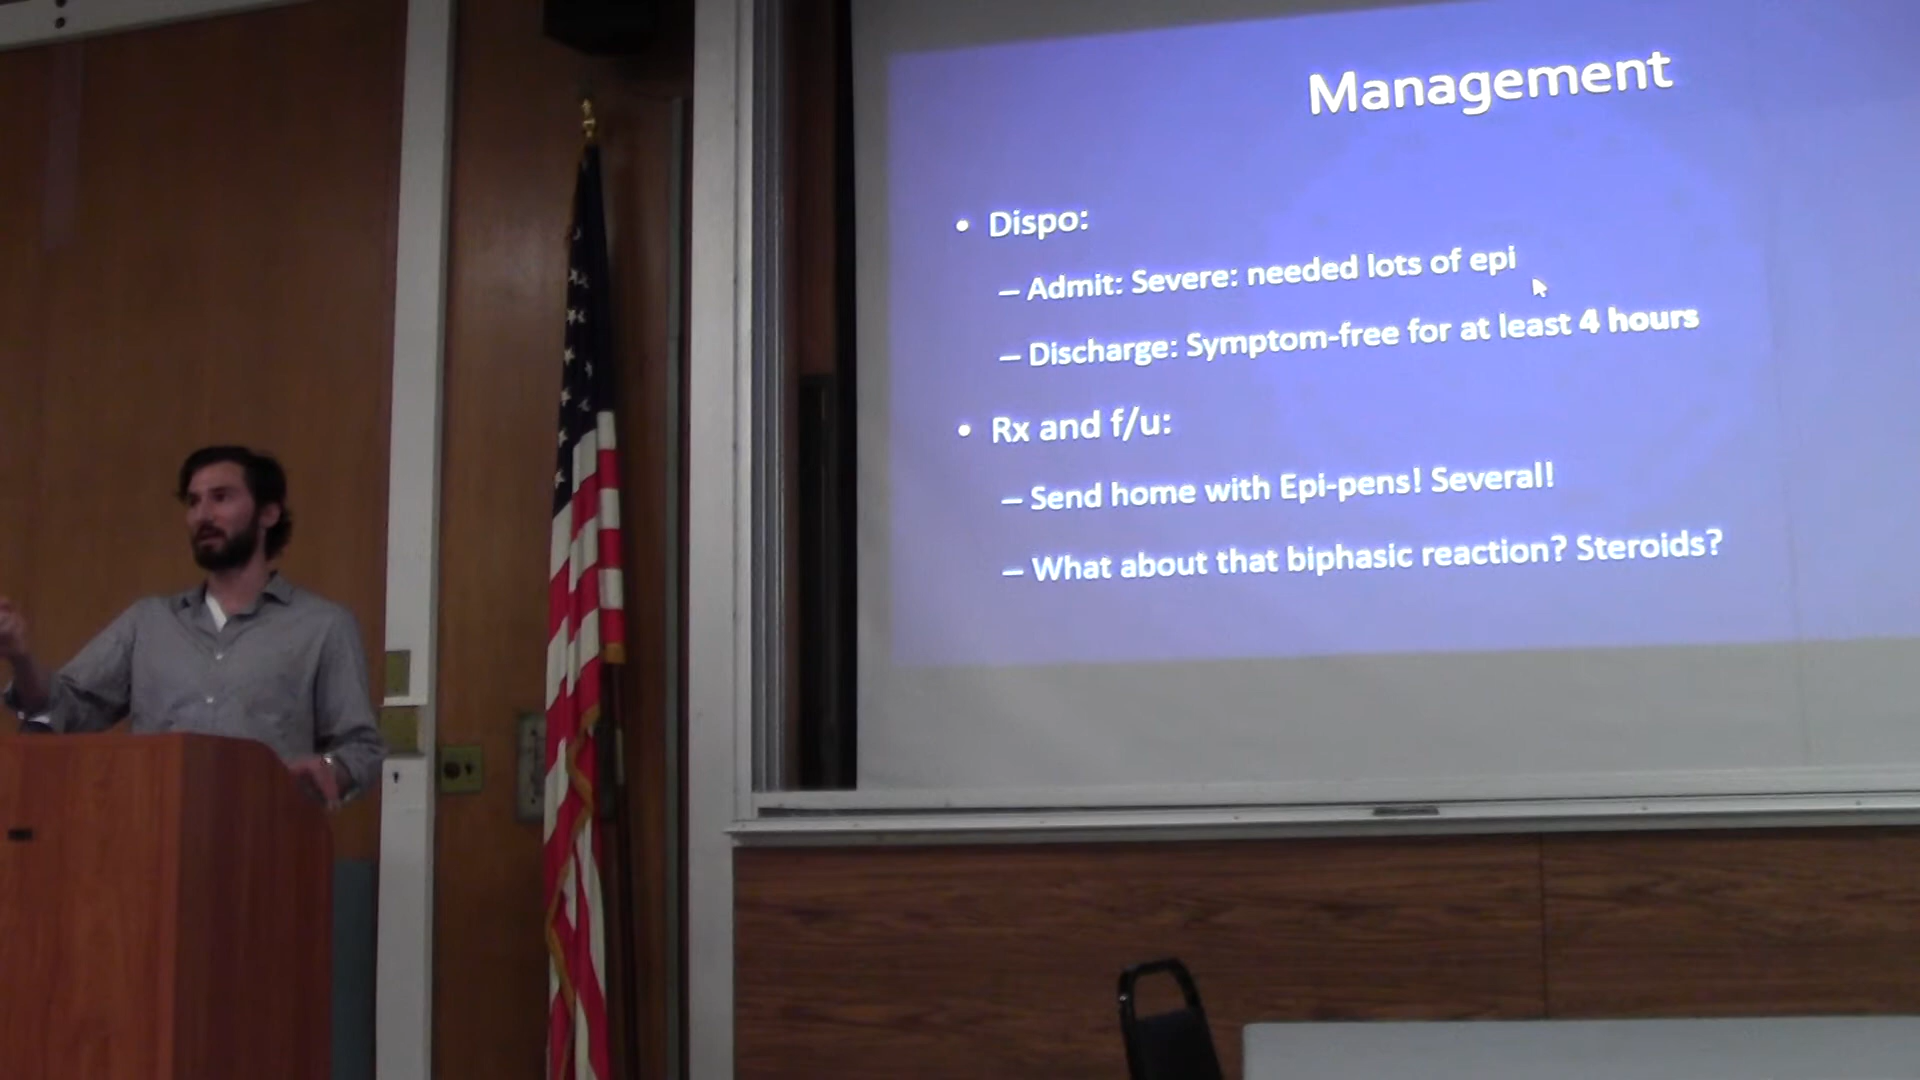 Management
• Dispo:
– Admit: Severe: needed lots of epi
– Discharge: Symptom-free for at least 4 hours
• Rx and f/u:
– Send home with Epi-pens! Several!
– What about that biphasic reaction? Steroids?